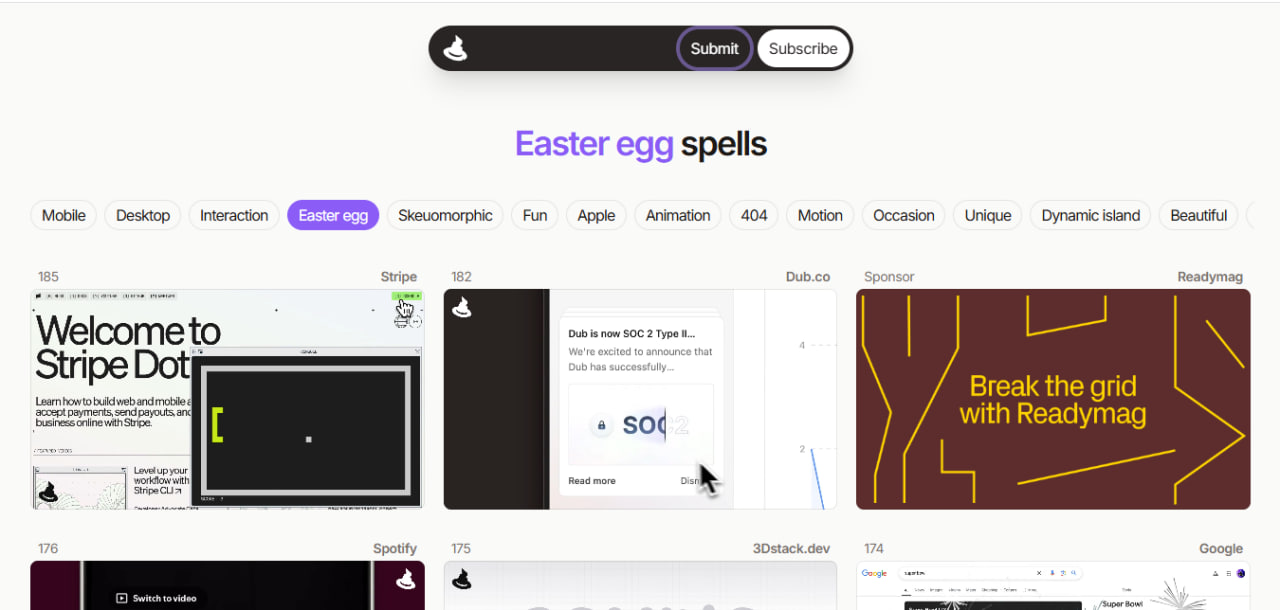 Submit
Subscribe
Easter egg spells
Mobile
Desktop
Interaction
Easter egg
Skeuomorphic
Fun
Apple
Animation
404
Motion
Occasion
Unique
Dynamic island
Beautiful
185
Stripe
182
Dub.co
Sponsor
Readymag
Welcome to
Stripe Dot
Learn how to build web and mobile a
accept payments, send payouts, and
business online with Stripe.
Level up your
workflow with
Stripe CLI
Dub is now SOC 2 Type II...
We're excited to announce that
Dub has successfully...
SOC2
Read more
Disn
4
2
Break the grid
with Readymag
176
Spotify
175
3Dstack.dev
174
Google
Switch to video
Google
Super Bowl